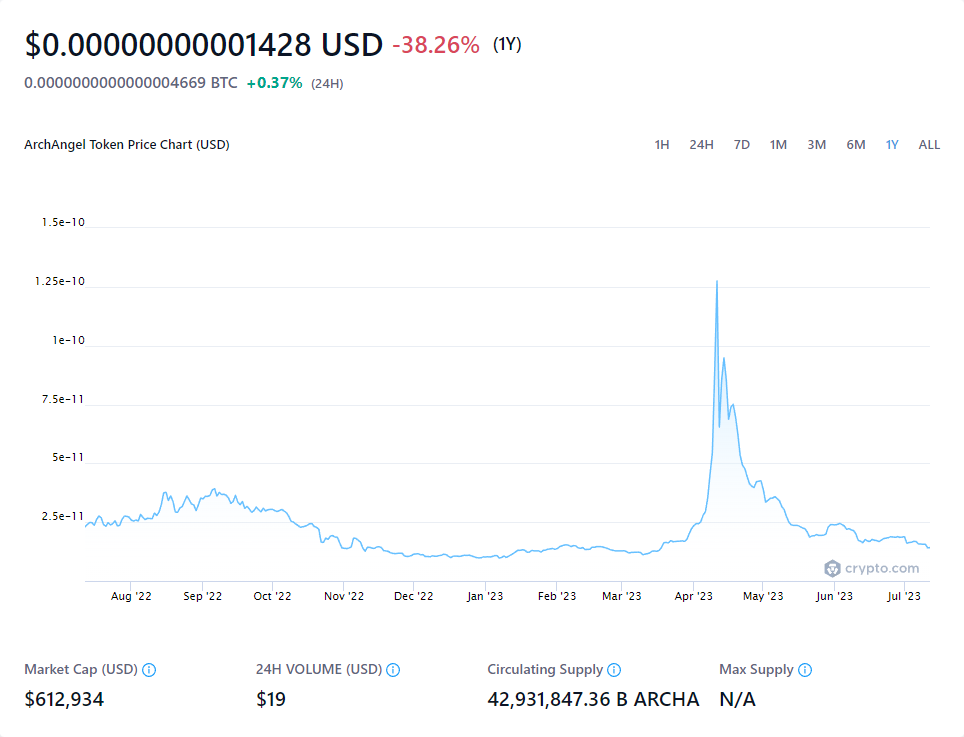 $0.00000000001428 USD -38.26% (1Y)
0.0000000000000004669 BTC +0.37% (24H)
ArchAngel Token Price Chart (USD) 1H 24H 7D 1M 3M 6M 1Y ALL
1.5e-10
1.25e-10
1e-10
7.5e-11
5e-11
2.5e-11
crypto.com
Aug '22 Sep '22 Oct '22 Nov '22 Dec '22 Jan '23 Feb '23 Mar '23 Apr '23 May '23 Jun '23 Jul '23
Market Cap (USD) 24H VOLUME (USD) Circulating Supply Max Supply
$612,934 $19 42,931,847.36 B ARCHA N/A